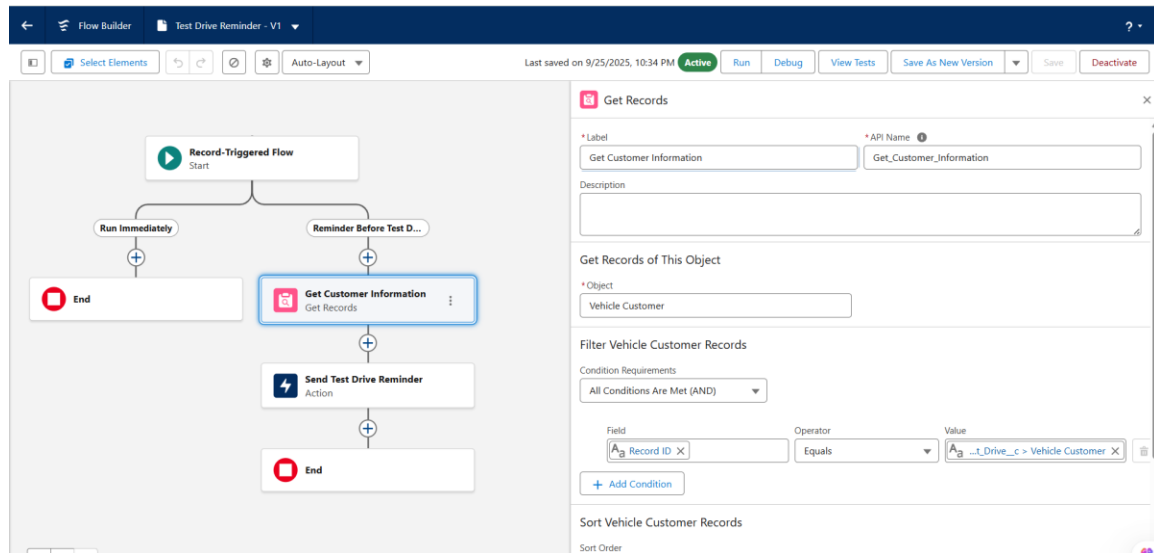 Flow Builder Test Drive Reminder - V1 ?
Select Elements Auto-Layout Last saved on 9/25/2025, 10:34 PM Active Run Debug View Tests Save As New Version Save Deactivate
Record-Triggered Flow
Start
Run Immediately
Reminder Before Test D...
End
Get Customer Information
Get Records
Send Test Drive Reminder
Action
End
Get Records
* Label
Get Customer Information
* API Name
Get_Customer_Information
Description
Get Records of This Object
* Object
Vehicle Customer
Filter Vehicle Customer Records
Condition Requirements
All Conditions Are Met (AND)
Field Operator Value
Aa Record ID Equals Aa ...t_Drive__c > Vehicle Customer
+ Add Condition
Sort Vehicle Customer Records
Sort Order